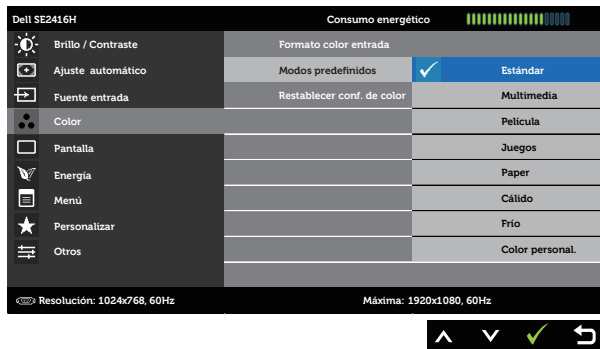 Dell SE2416H Consumo energético
Brillo / Contraste Formato color entrada
Ajuste automático Modos predefinidos Estándar
Fuente entrada Restablecer conf. de color Multimedia
Color Película
Pantalla Juegos
Energía Paper
Menú Cálido
Personalizar Frío
Otros Color personal.
Resolución: 1024x768, 60Hz Máxima: 1920x1080, 60Hz